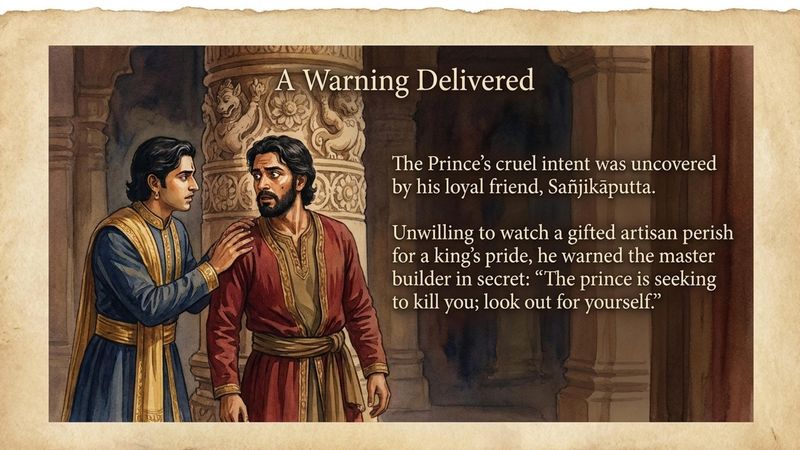 A Warning Delivered
The Prince’s cruel intent was uncovered
by his loyal friend, Sañjikāputta.
Unwilling to watch a gifted artisan perish
for a king’s pride, he warned the master
builder in secret: “The prince is seeking
to kill you; look out for yourself.”